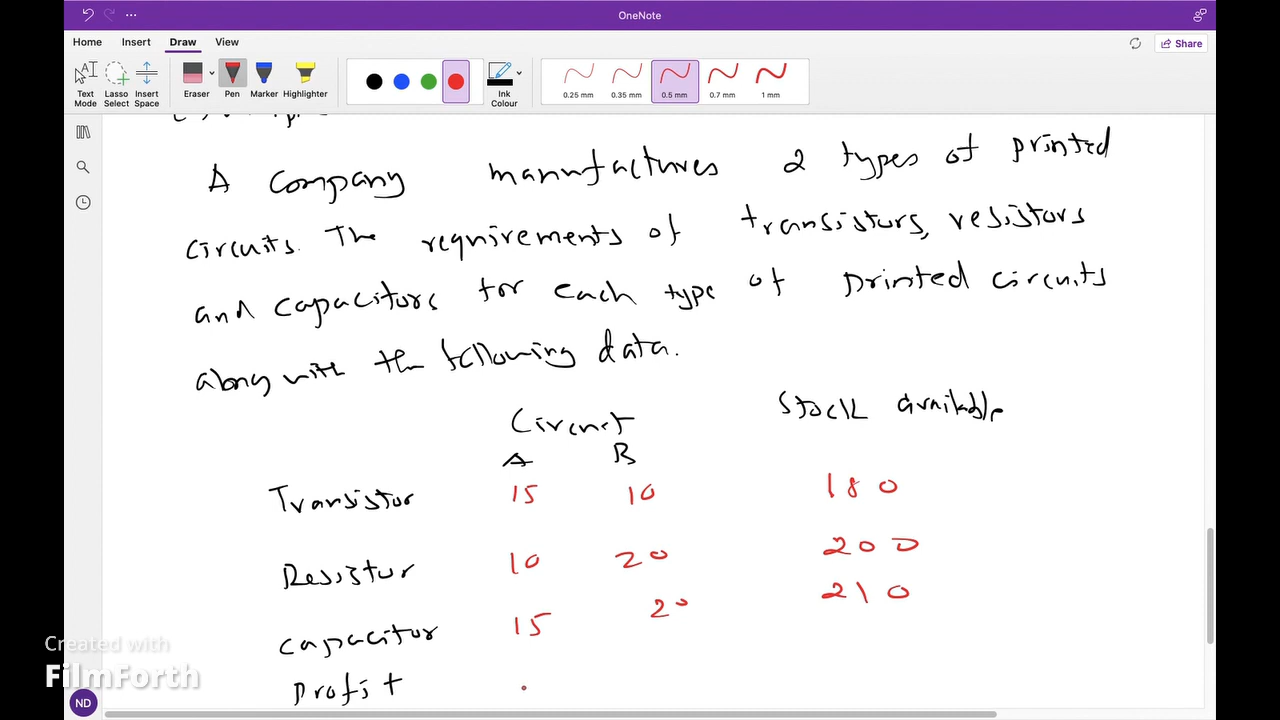 OneNote
Home Insert Draw View
Share
Text Mode Lasso Select Insert Space Eraser Pen Marker Highlighter Ink Colour 0.25 mm 0.35 mm 0.5 mm 0.7 mm 1 mm
A company manufactures 2 types of printed
circuits. The requirements of transistors, resistors
and capacitors for each type of printed circuits
along with the following data.
Circuit Stock available
A B
Transistor 15 10 180
Resistor 10 20 200
capacitor 15 20 210
Profit
Created with
FilmForth
ND